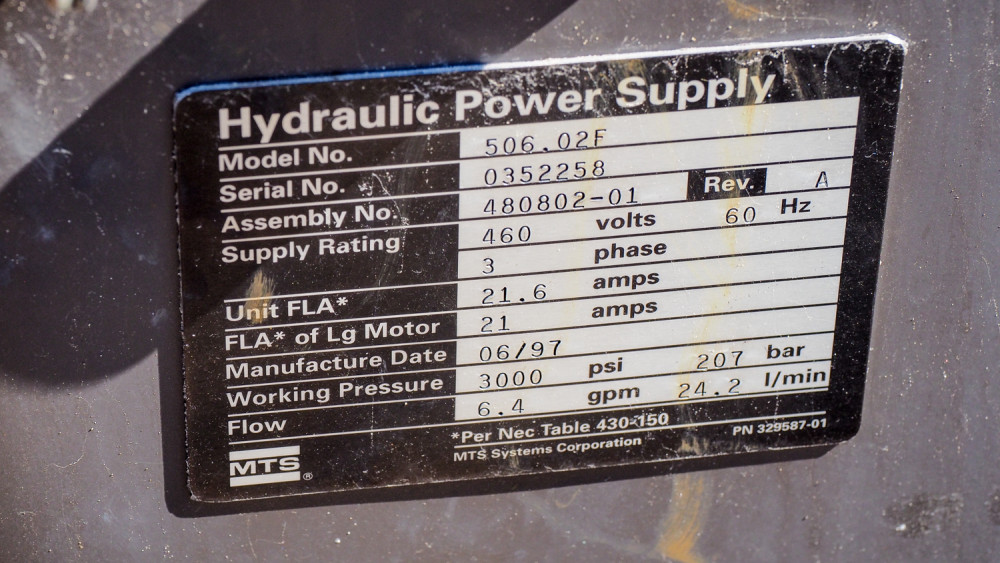 Hydraulic Power Supply
Model No. 506.02F
Serial No. 0352258
Assembly No. 480802-01 Rev. A
Supply Rating 460 volts 60 Hz
3 phase
Unit FLA* 21.6 amps
FLA* of Lg Motor 21 amps
Manufacture Date 06/97
Working Pressure 3000 psi 207 bar
Flow 6.4 gpm 24.2 l/min
*Per Nec Table 430-150
MTS Systems Corporation PN 329587-01
MTS®